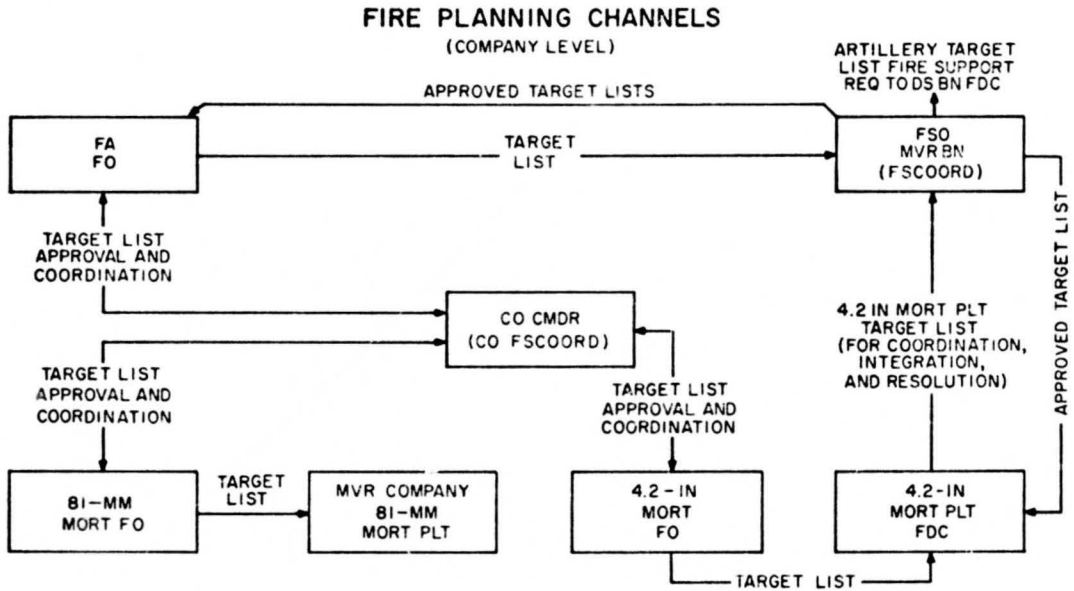 FIRE PLANNING CHANNELS
(COMPANY LEVEL)
ARTILLERY TARGET
LIST FIRE SUPPORT
REQ TO DS BN FDC
APPROVED TARGET LISTS
FA
FO
TARGET
LIST
FSO
MVR BN
(FSCOORD)
TARGET LIST
APPROVAL AND
COORDINATION
CO CMDR
(CO FSCOORD)
4.2 IN MORT PLT
TARGET LIST
(FOR COORDINATION,
INTEGRATION,
AND RESOLUTION)
APPROVED TARGET LIST
TARGET LIST
APPROVAL AND
COORDINATION
TARGET LIST
APPROVAL AND
COORDINATION
81-MM
MORT FO
TARGET
LIST
MVR COMPANY
81-MM
MORT PLT
4.2-IN
MORT
FO
4.2-IN
MORT PLT
FDC
TARGET LIST